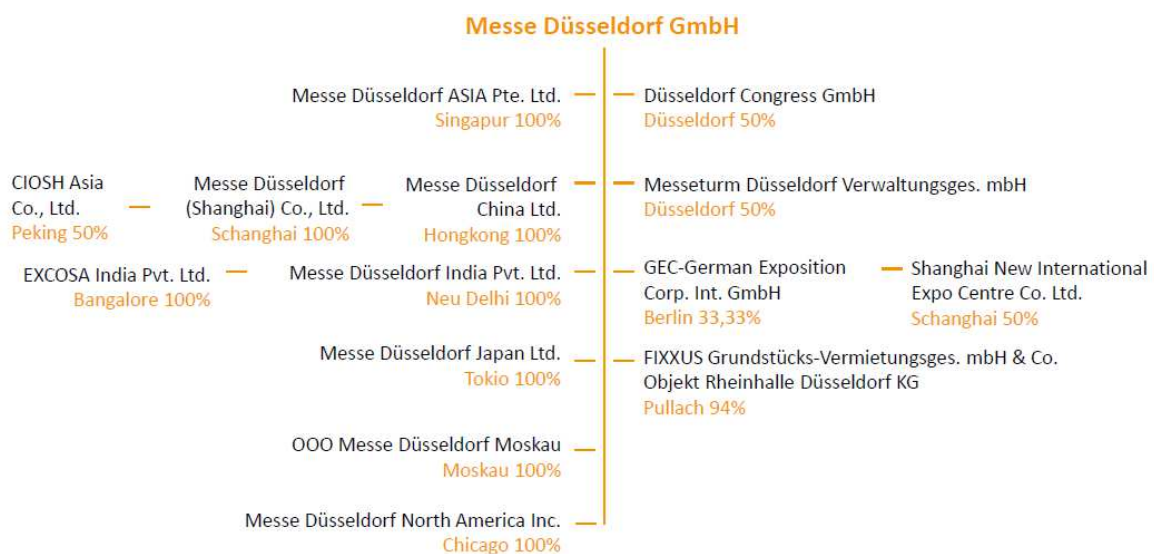 Messe Düsseldorf GmbH
Messe Düsseldorf ASIA Pte. Ltd.
Singapur 100%
Düsseldorf Congress GmbH
Düsseldorf 50%
CIOSH Asia
Co., Ltd.
Peking 50%
Messe Düsseldorf
(Shanghai) Co., Ltd.
Schanghai 100%
Messe Düsseldorf
China Ltd.
Hongkong 100%
Messeturm Düsseldorf Verwaltungsges. mbH
Düsseldorf 50%
EXCOSA India Pvt. Ltd.
Bangalore 100%
Messe Düsseldorf India Pvt. Ltd.
Neu Delhi 100%
GEC-German Exposition
Corp. Int. GmbH
Berlin 33,33%
Shanghai New International
Expo Centre Co. Ltd.
Schanghai 50%
Messe Düsseldorf Japan Ltd.
Tokio 100%
FIXXUS Grundstücks-Vermietungsges. mbH & Co.
Objekt Rheinhalle Düsseldorf KG
Pullach 94%
OOO Messe Düsseldorf Moskau
Moskau 100%
Messe Düsseldorf North America Inc.
Chicago 100%